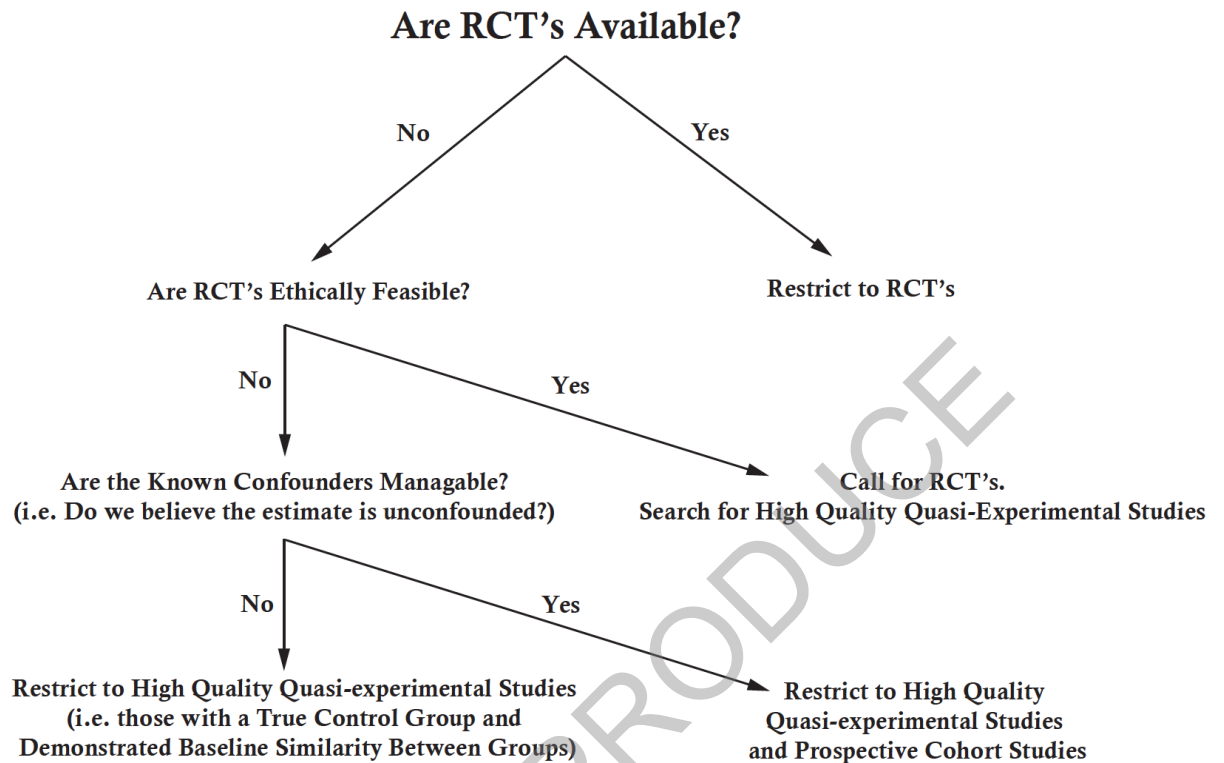 Are RCT's Available?
No
Yes
Are RCT's Ethically Feasible?
Restrict to RCT's
No
Yes
Are the Known Confounders Managable?
(i.e. Do we believe the estimate is unconfounded?)
Call for RCT's.
Search for High Quality Quasi-Experimental Studies
No
Yes
Restrict to High Quality Quasi-experimental Studies
(i.e. those with a True Control Group and
Demonstrated Baseline Similarity Between Groups)
Restrict to High Quality
Quasi-experimental Studies
and Prospective Cohort Studies
PRODUCE